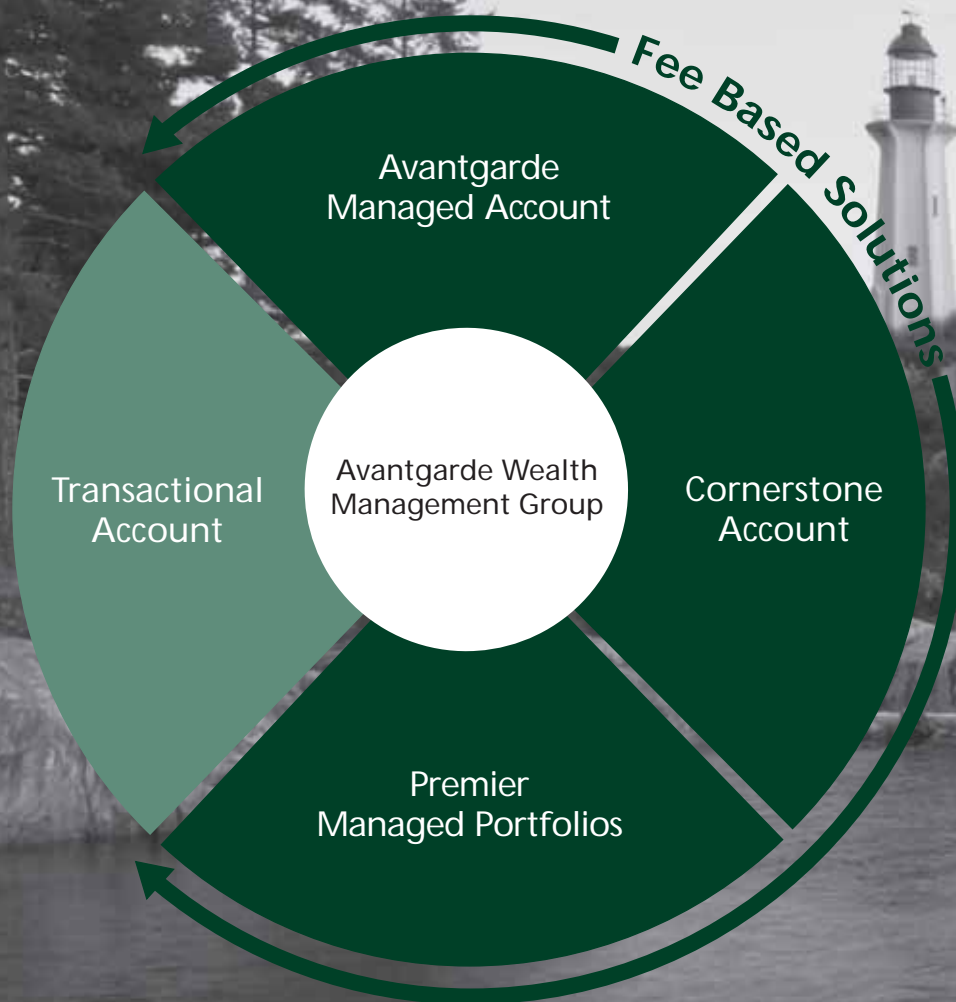 Fee Based Solutions
Avantgarde
Managed Account
Transactional
Account
Avantgarde Wealth
Management Group
Cornerstone
Account
Premier
Managed Portfolios